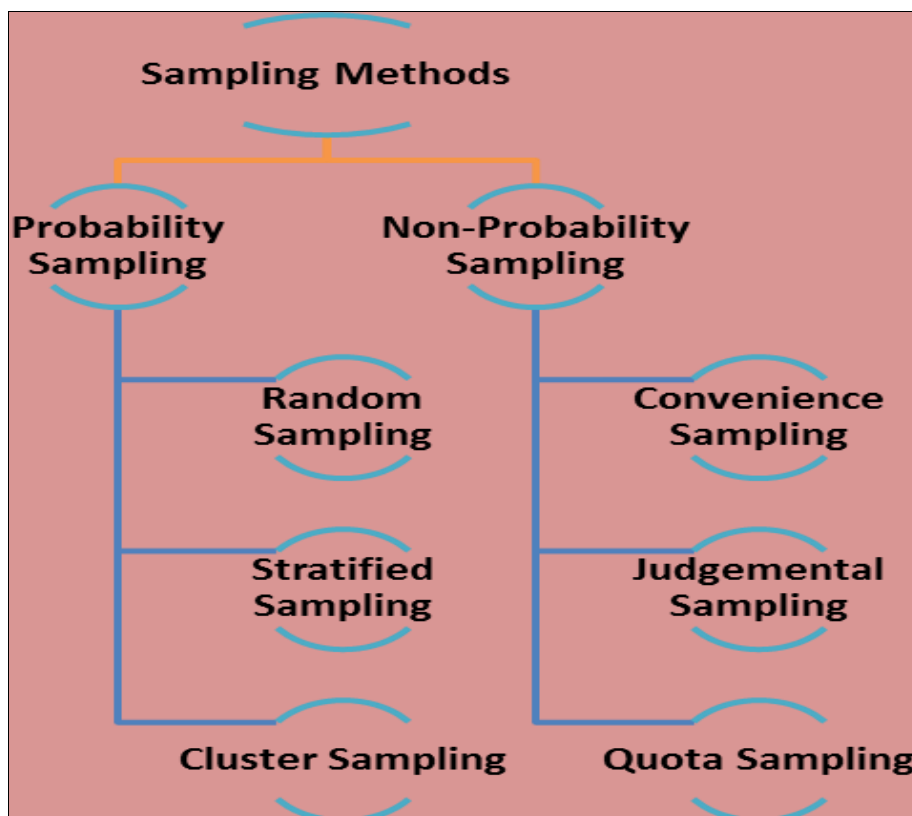 Sampling Methods
Probability
Sampling
Non-Probability
Sampling
Random
Sampling
Convenience
Sampling
Stratified
Sampling
Judgemental
Sampling
Cluster Sampling
Quota Sampling